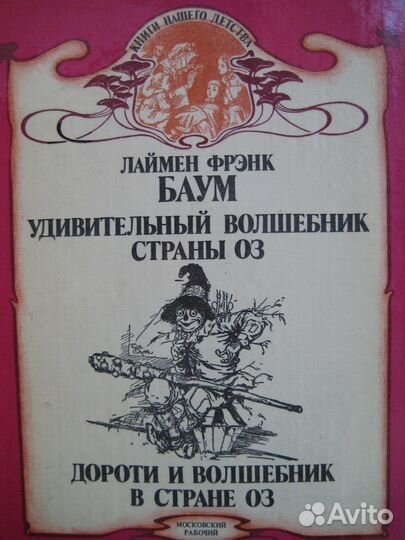 КНИГИ НАШЕГО ДЕТСТВА
ЛАЙМЕН ФРЭНК
БАУМ
УДИВИТЕЛЬНЫЙ ВОЛШЕБНИК
СТРАНЫ ОЗ
ДОРОТИ И ВОЛШЕБНИК
В СТРАНЕ ОЗ
МОСКОВСКИЙ
РАБОЧИЙ
Avito